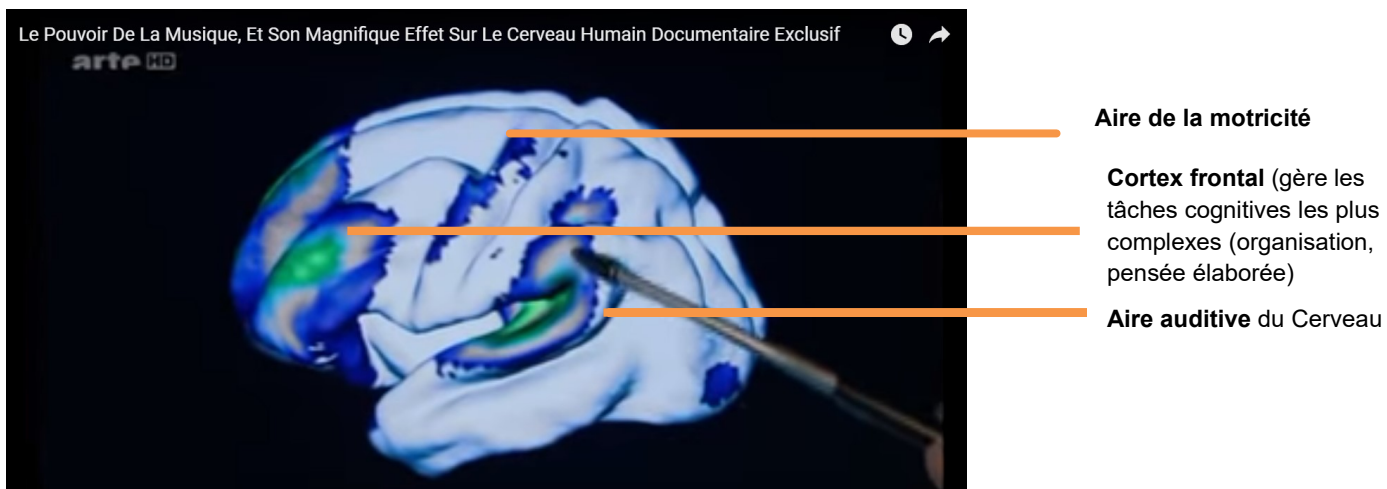 Le Pouvoir De La Musique, Et Son Magnifique Effet Sur Le Cerveau Humain Documentaire Exclusif
arte HD
Aire de la motricité
Cortex frontal (gère les
tâches cognitives les plus
complexes (organisation,
pensée élaborée)
Aire auditive du Cerveau